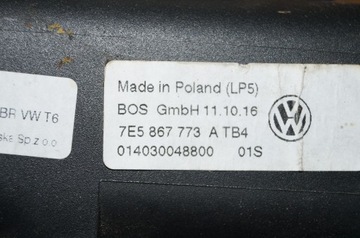 BR VW T6
ska Sp.z o.o
Made in Poland (LP5)
BOS GmbH 11.10.16
7E5 867 773 A TB4
014030048800 01S